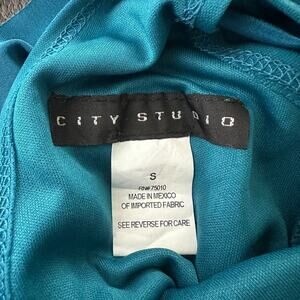 CITY STUDIO
S
RN# 75010
MADE IN MEXICO
OF IMPORTED FABRIC
SEE REVERSE FOR CARE